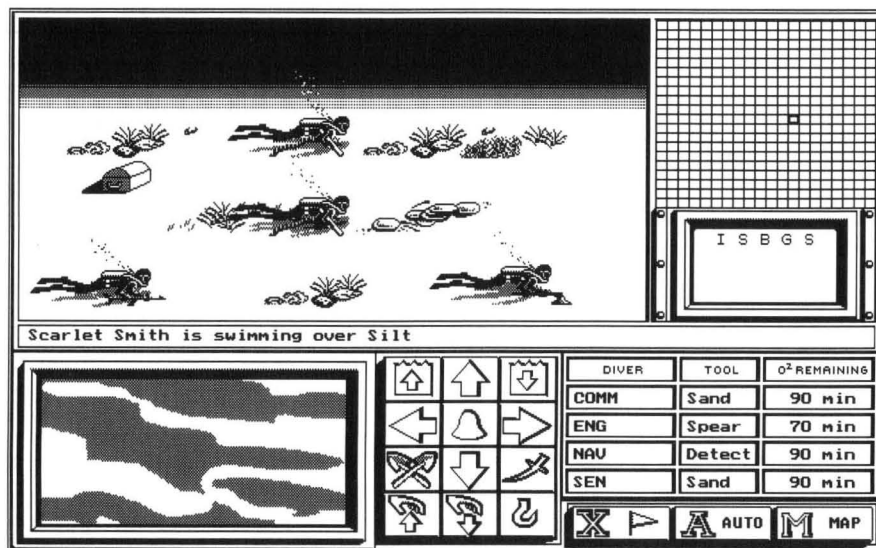 I S B G S
Scarlet Smith is swimming over Silt
DIVER TOOL O² REMAINING
COMM Sand 90 min
ENG Spear 70 min
NAV Detect 90 min
SEN Sand 90 min
X A AUTO M MAP